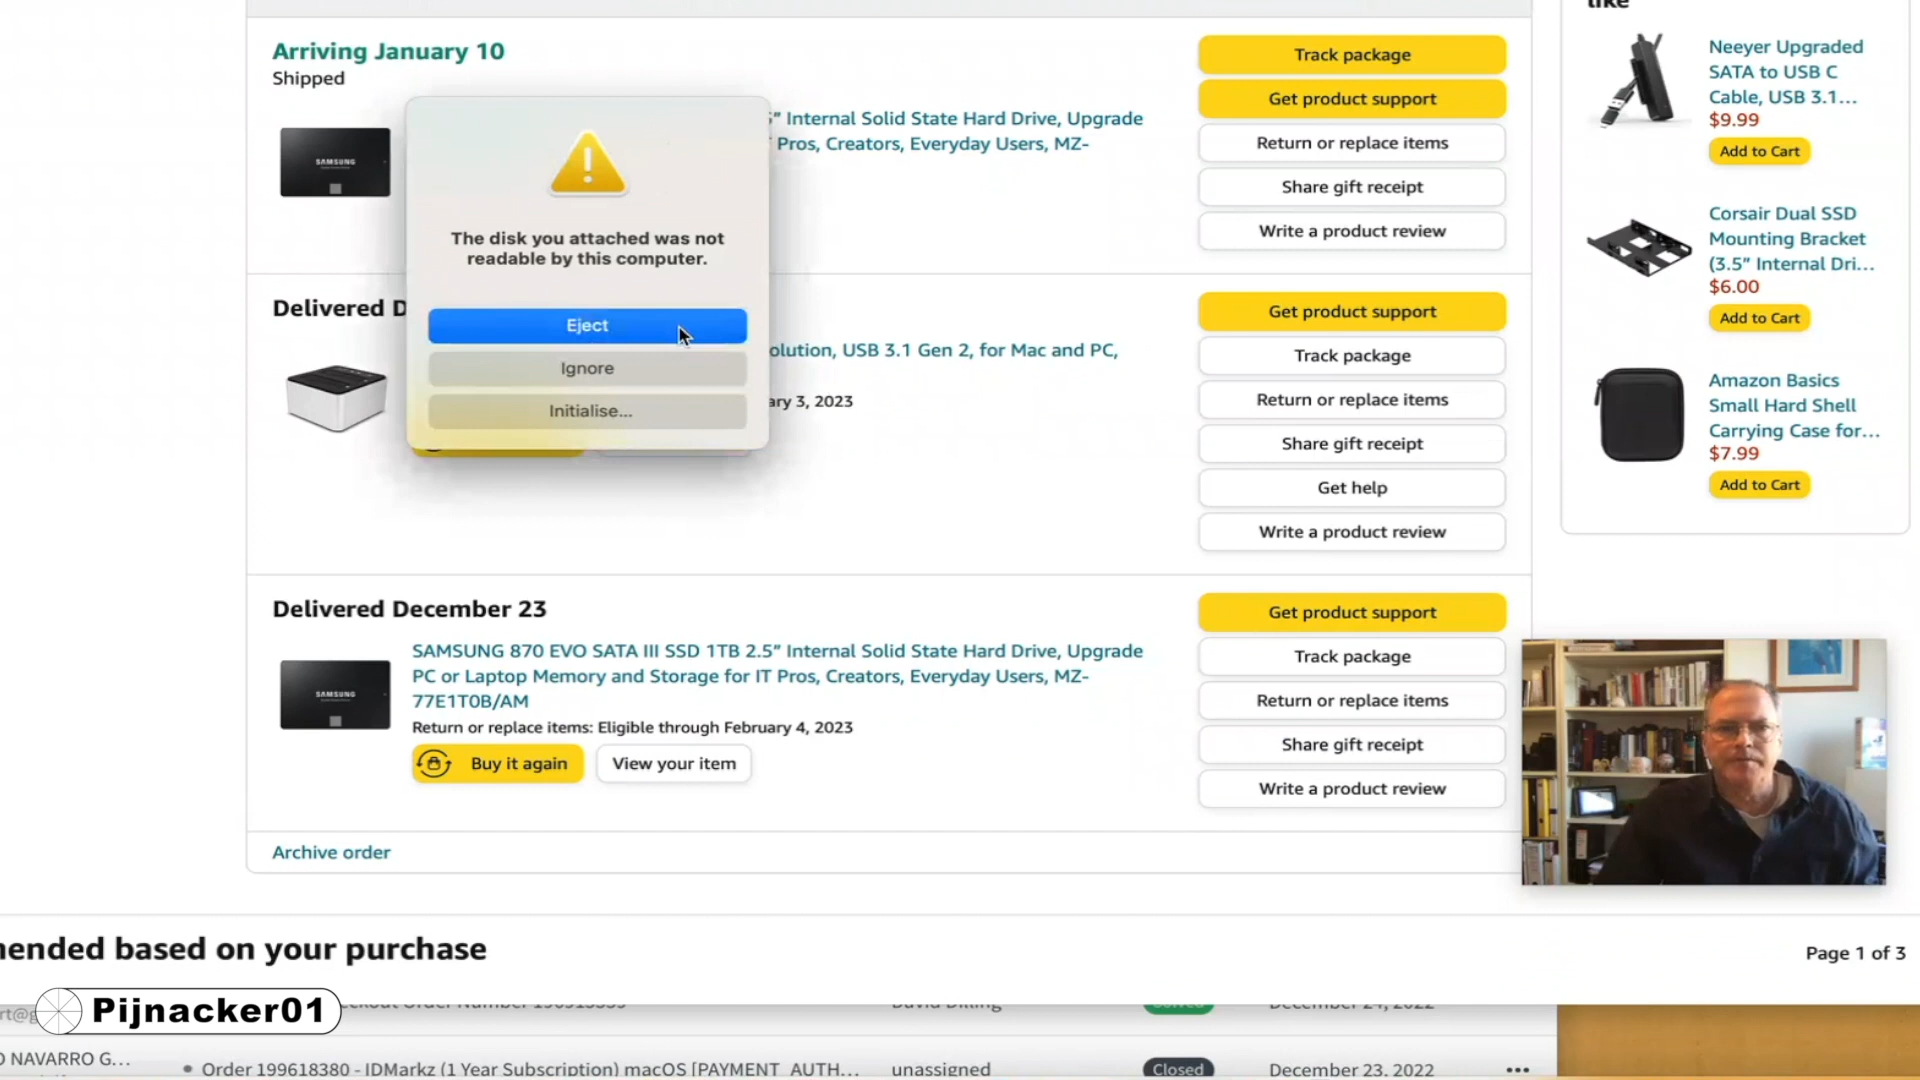 like
Arriving January 10
Shipped
5” Internal Solid State Hard Drive, Upgrade
Pros, Creators, Everyday Users, MZ-
SAMSUNG
The disk you attached was not
readable by this computer.
Eject
Ignore
Initialise...
Track package
Get product support
Return or replace items
Share gift receipt
Write a product review
Delivered D
olution, USB 3.1 Gen 2, for Mac and PC,
ary 3, 2023
Get product support
Track package
Return or replace items
Share gift receipt
Get help
Write a product review
Delivered December 23
SAMSUNG
SAMSUNG 870 EVO SATA III SSD 1TB 2.5” Internal Solid State Hard Drive, Upgrade
PC or Laptop Memory and Storage for IT Pros, Creators, Everyday Users, MZ-
77E1T0B/AM
Return or replace items: Eligible through February 4, 2023
Buy it again
View your item
Get product support
Track package
Return or replace items
Share gift receipt
Write a product review
Archive order
Neeyer Upgraded
SATA to USB C
Cable, USB 3.1...
$9.99
Add to Cart
Corsair Dual SSD
Mounting Bracket
(3.5” Internal Dri...
$6.00
Add to Cart
Amazon Basics
Small Hard Shell
Carrying Case for...
$7.99
Add to Cart
mended based on your purchase
Page 1 of 3
Pijnacker01
December 24, 2022
O NAVARRO G...
Order 199618380 - IDMarkz (1 Year Subscription) macOS [PAYMENT_AUTH...
unassigned
Closed
December 23, 2022